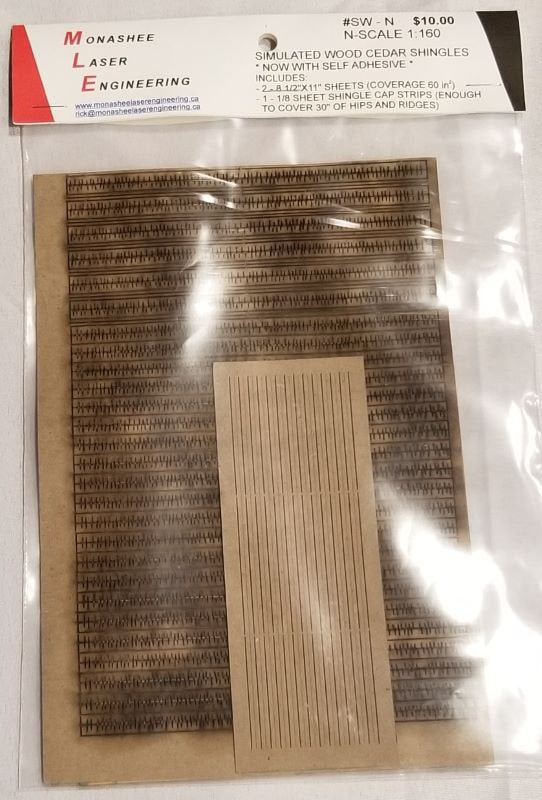 MONASHEE
LASER
ENGINEERING
www.monasheelaserengineering.ca
rick@monasheelaserengineering.ca
#SW - N $10.00
N-SCALE 1:160
SIMULATED WOOD CEDAR SHINGLES
* NOW WITH SELF ADHESIVE *
INCLUDES:
- 2 - 8 1/2"X11" SHEETS (COVERAGE 60 in²)
- 1 - 1/8 SHEET SHINGLE CAP STRIPS (ENOUGH
TO COVER 30" OF HIPS AND RIDGES)